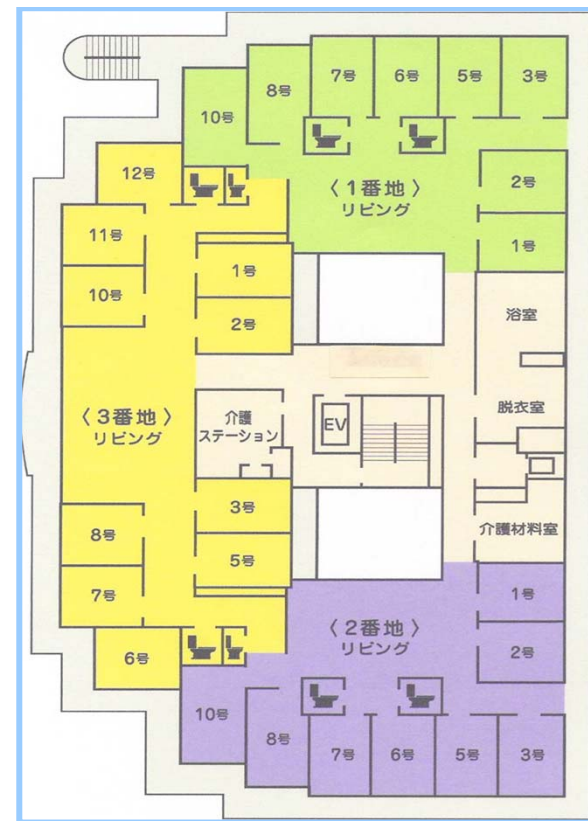 7号
6号
5号
3号
8号
10号
〈1番地〉
リビング
2号
1号
12号
11号
10号
1号
2号
浴室
脱衣室
〈3番地〉
リビング
介護
ステーション
EV
3号
5号
8号
7号
6号
介護材料室
1号
2号
〈2番地〉
リビング
10号
8号
7号
6号
5号
3号